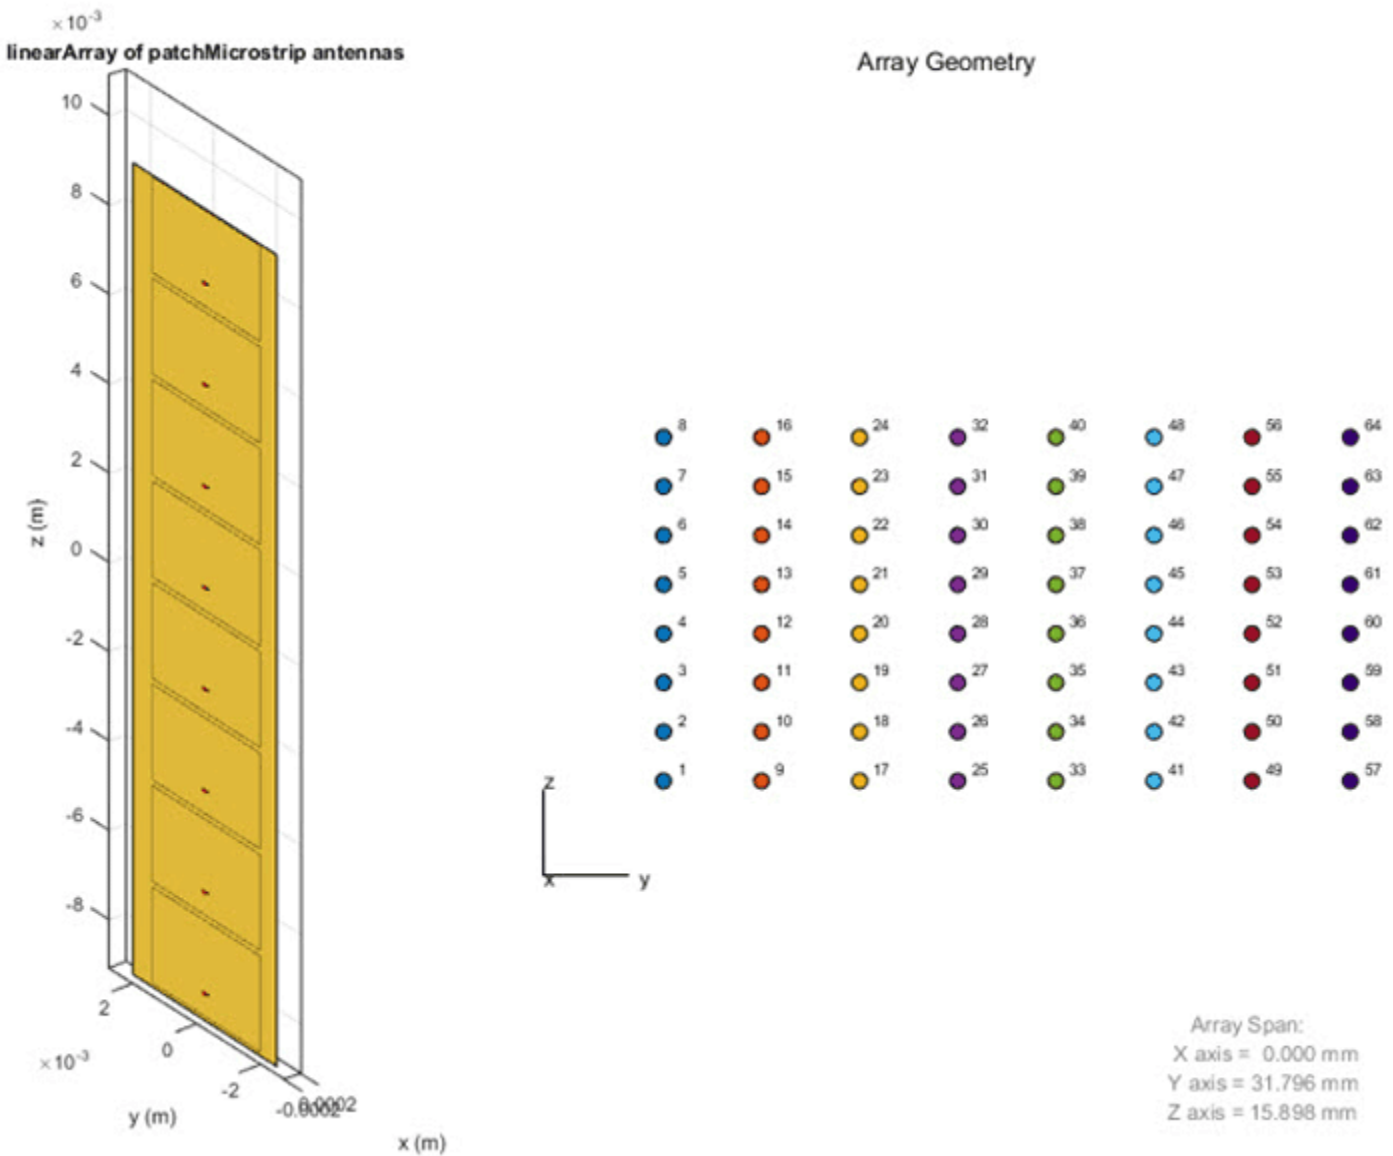 ×10⁻³
linearArray of patchMicrostrip antennas
10
8
6
4
2
0
-2
-4
-6
-8
z (m)
2
0
-2
×10⁻³
y (m)
x (m)
Array Geometry
8 16 24 32 40 48 56 64
7 15 23 31 39 47 55 63
6 14 22 30 38 46 54 62
5 13 21 29 37 45 53 61
4 12 20 28 36 44 52 60
3 11 19 27 35 43 51 59
2 10 18 26 34 42 50 58
1 9 17 25 33 41 49 57
z
x y
Array Span:
X axis = 0.000 mm
Y axis = 31.796 mm
Z axis = 15.898 mm